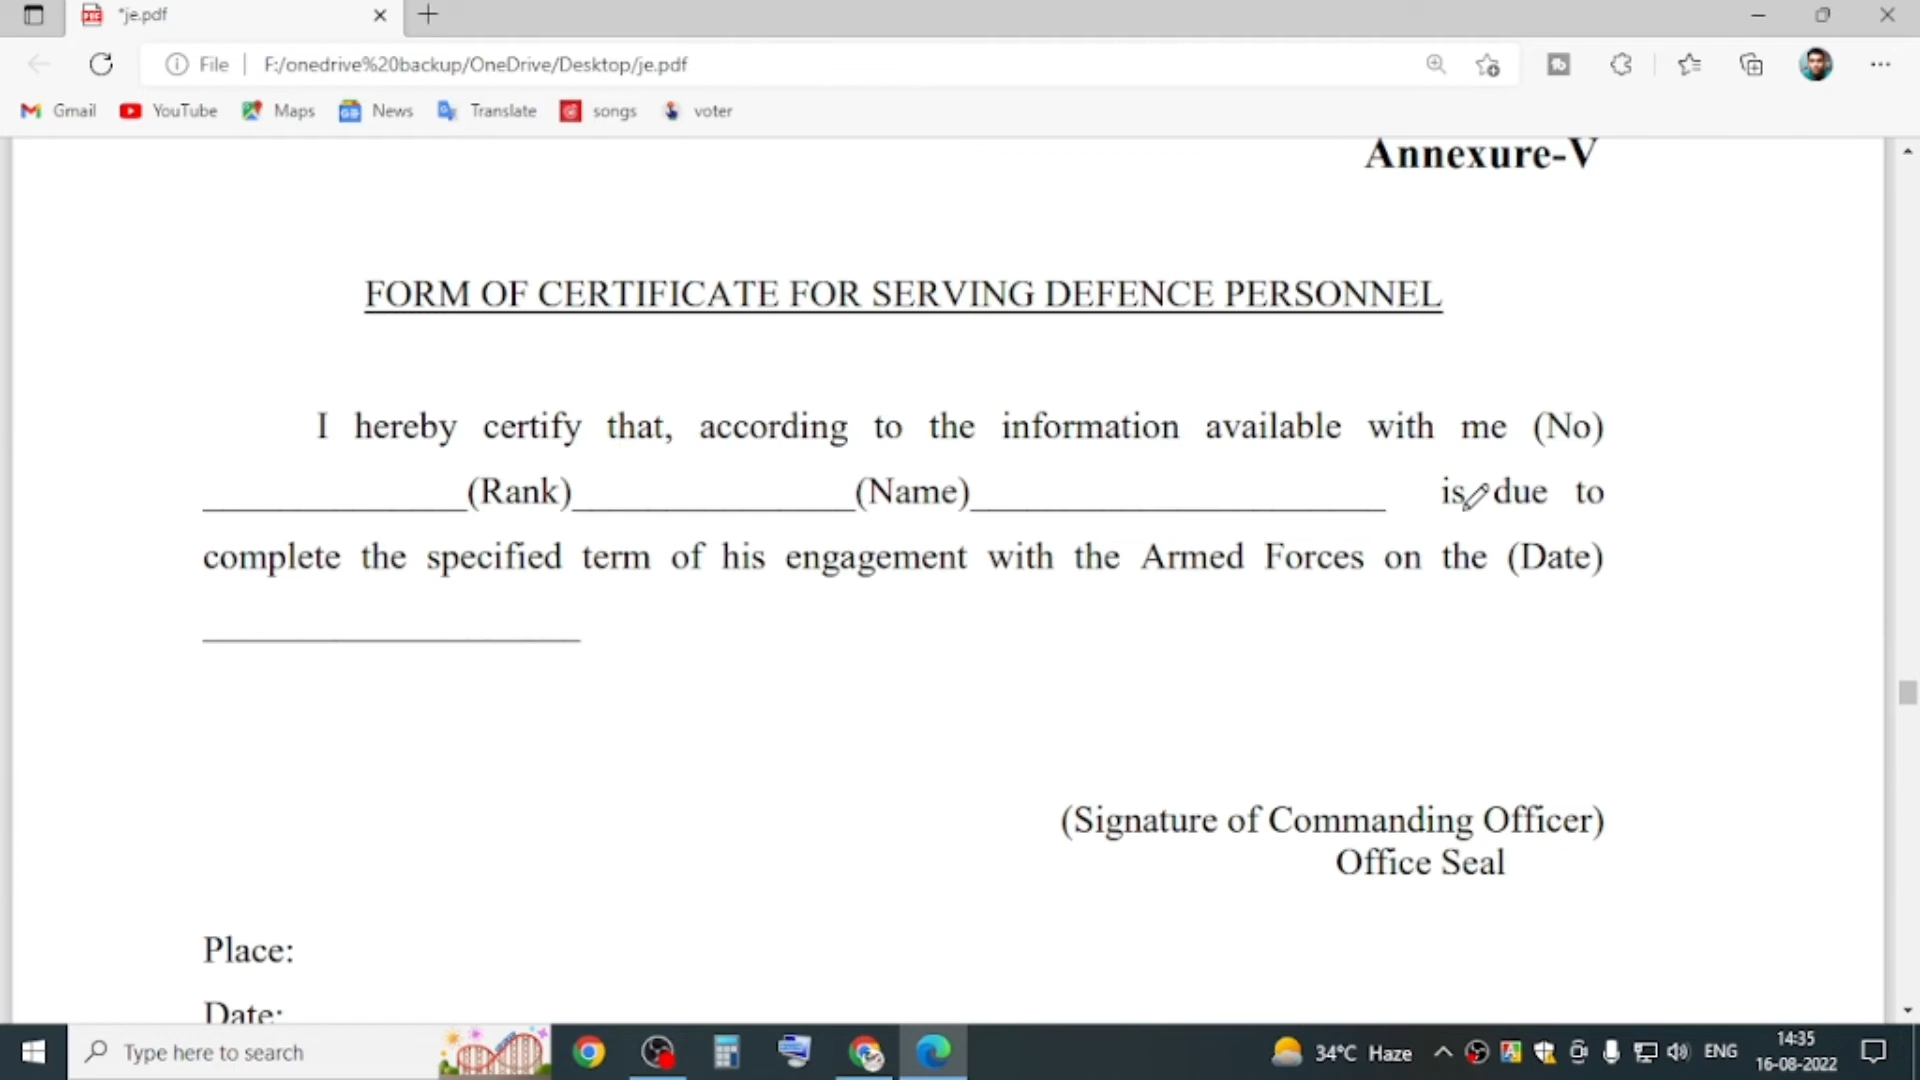 *je.pdf
File
F:/onedrive%20backup/OneDrive/Desktop/je.pdf
Gmail YouTube Maps News Translate songs voter
Annexure-V
FORM OF CERTIFICATE FOR SERVING DEFENCE PERSONNEL
I hereby certify that, according to the information available with me (No)
______________(Rank)_______________(Name)______________________ is due to
complete the specified term of his engagement with the Armed Forces on the (Date)
____________________
(Signature of Commanding Officer)
Office Seal
Place:
Date:
Type here to search
34°C Haze
ENG
14:35
16-08-2022